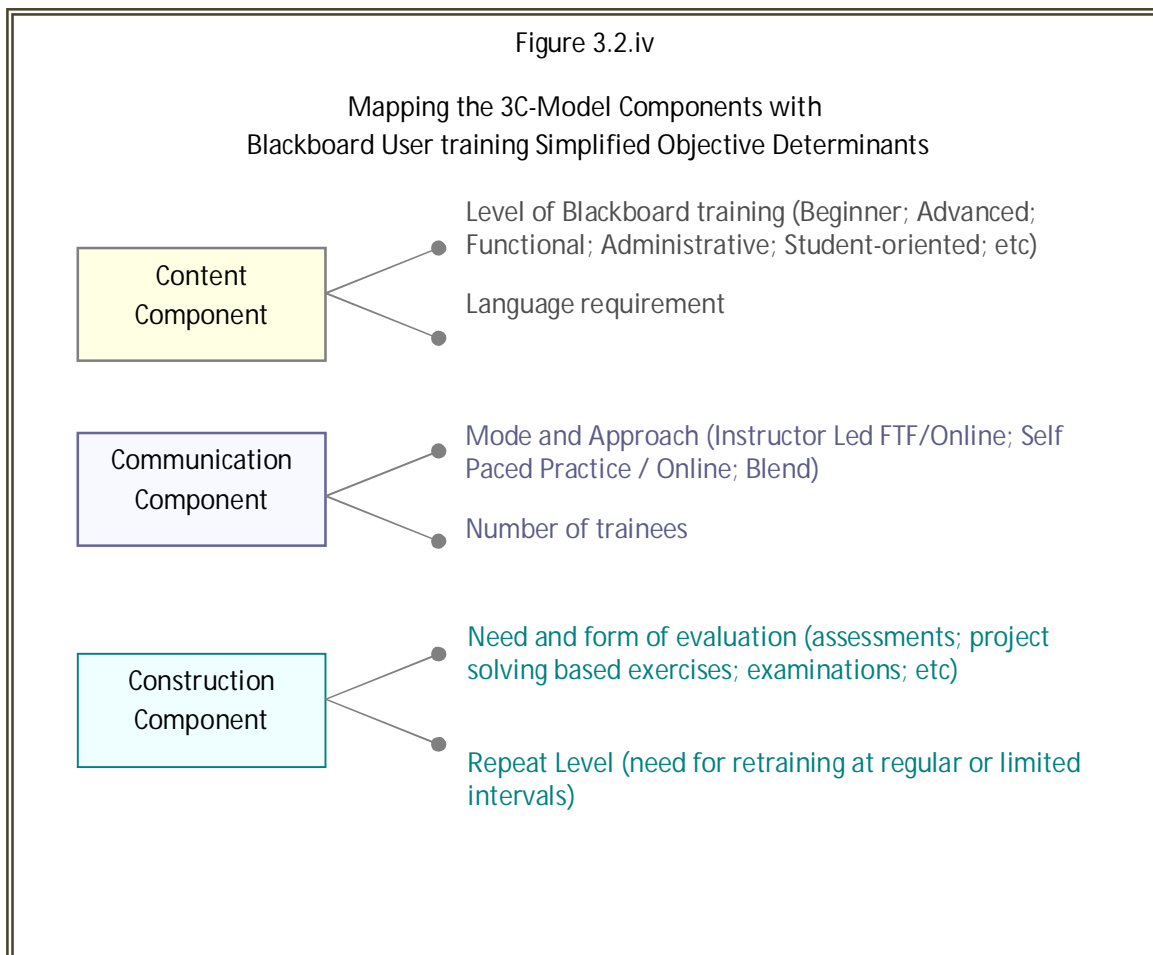 Figure 3.2.iv
Mapping the 3C-Model Components with
Blackboard User training Simplified Objective Determinants
Content
Component
Level of Blackboard training (Beginner; Advanced;
Functional; Administrative; Student-oriented; etc)
Language requirement
Communication
Component
Mode and Approach (Instructor Led FTF/Online; Self
Paced Practice / Online; Blend)
Number of trainees
Construction
Component
Need and form of evaluation (assessments; project
solving based exercises; examinations; etc)
Repeat Level (need for retraining at regular or limited
intervals)